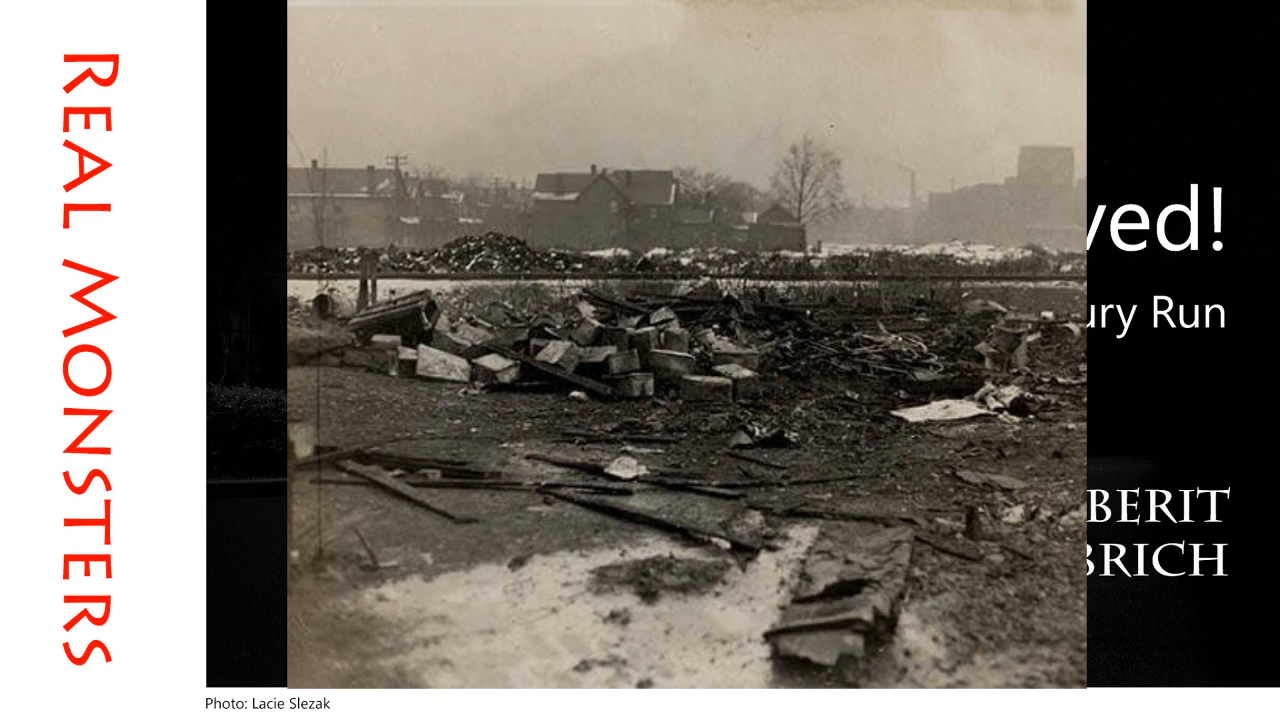 REAL MONSTERS
ved!
ury Run
BERIT
BRICH
Photo: Lacie Slezak